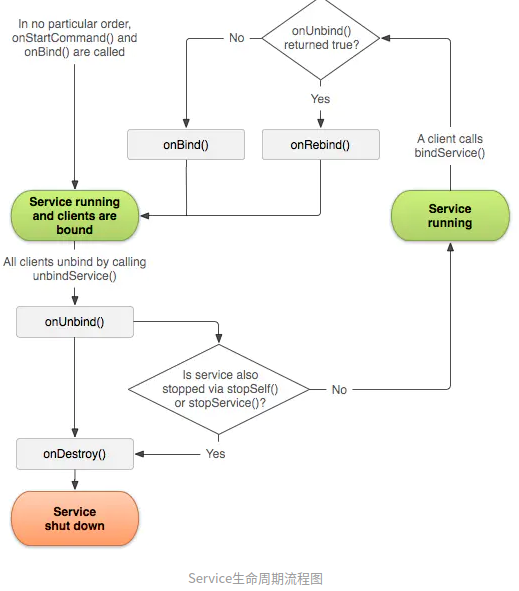 In no particular order,
onStartCommand() and
onBind() are called
onUnbind()
returned true?
No
Yes
onBind()
onRebind()
A client calls
bindService()
Service running
and clients are
bound
Service
running
All clients unbind by calling
unbindService()
onUnbind()
Is service also
stopped via stopSelf()
or stopService()?
No
Yes
onDestroy()
Service
shut down
Service生命周期流程图